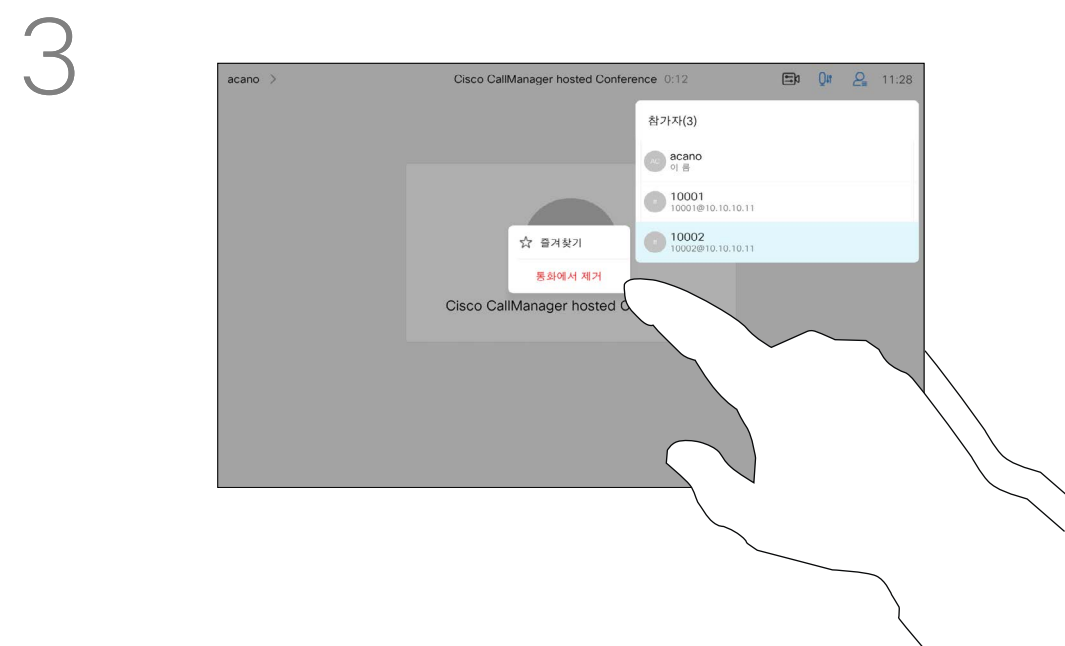 3
acano >
Cisco CallManager hosted Conference 0:12
11:28
참가자(3)
AC
acano
이 름
10001
10001@10.10.10.11
10002
10002@10.10.10.11
☆ 즐겨찾기
통화에서 제거
Cisco CallManager hosted C